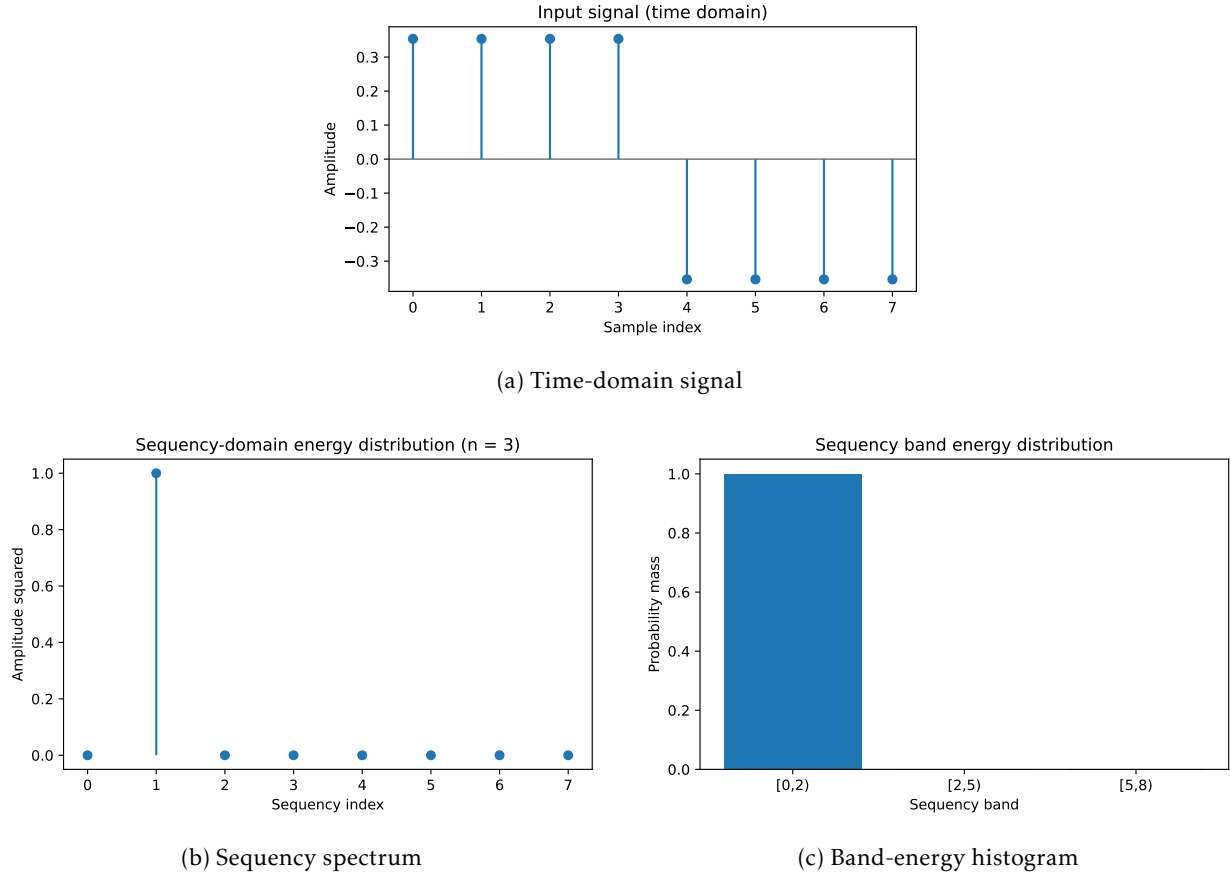 Input signal (time domain)
Amplitude
0.3
0.2
0.1
0.0
−0.1
−0.2
−0.3
0 1 2 3 4 5 6 7
Sample index
(a) Time-domain signal
Sequency-domain energy distribution (n = 3)
Amplitude squared
1.0
0.8
0.6
0.4
0.2
0.0
0 1 2 3 4 5 6 7
Sequency index
(b) Sequency spectrum
Sequency band energy distribution
Probability mass
1.0
0.8
0.6
0.4
0.2
0.0
[0,2) [2,5) [5,8)
Sequency band
(c) Band-energy histogram